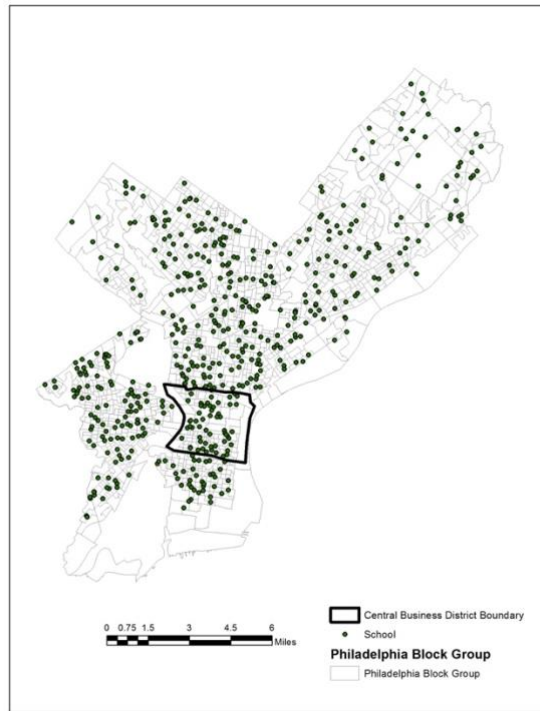 0 0.75 1.5 3 4.5 6
Miles
Central Business District Boundary
School
Philadelphia Block Group
Philadelphia Block Group